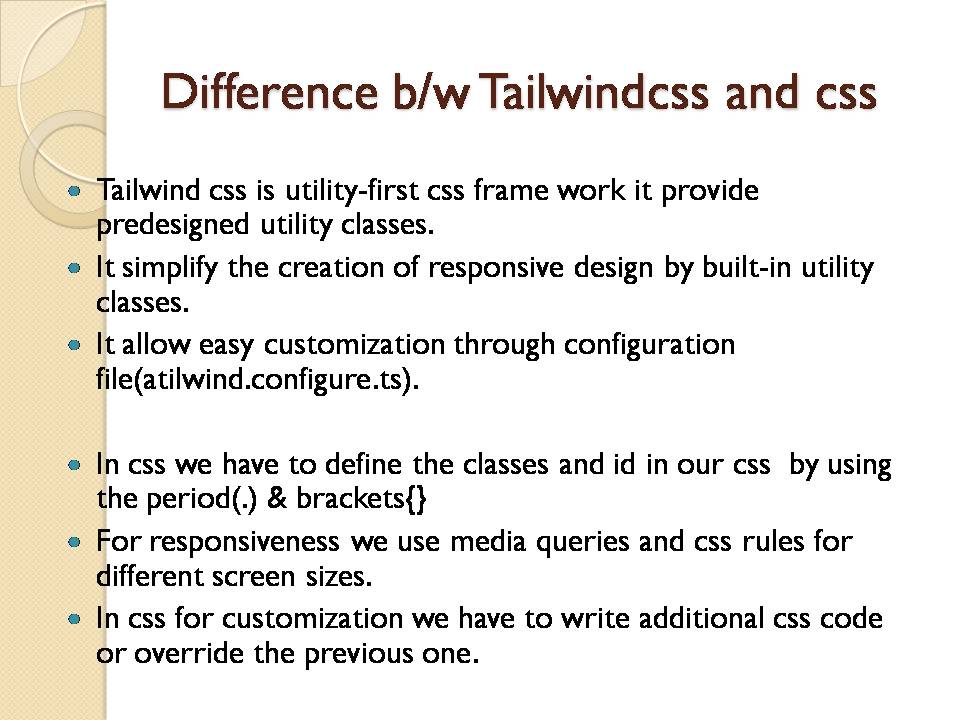 Difference b/w Tailwindcss and css
Tailwind css is utility-first css frame work it provide
predesigned utility classes.
It simplify the creation of responsive design by built-in utility
classes.
It allow easy customization through configuration
file(atilwind.configure.ts).
In css we have to define the classes and id in our css by using
the period(.) & brackets{}
For responsiveness we use media queries and css rules for
different screen sizes.
In css for customization we have to write additional css code
or override the previous one.